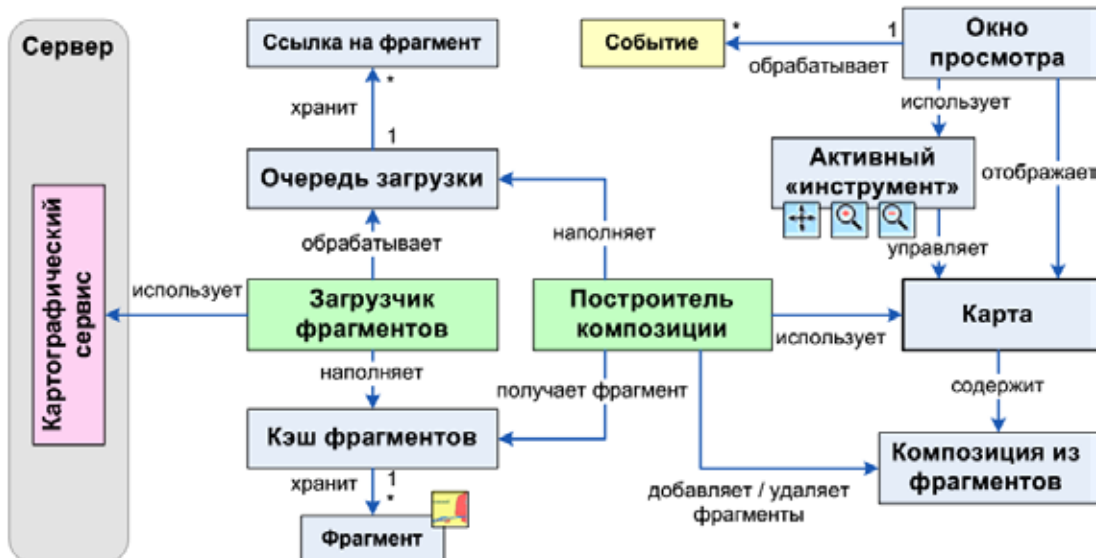 Сервер
Ссылка на фрагмент
Событие
*
1
Окно
просмотра
обрабатывает
*
хранит
использует
1
Очередь загрузки
Активный
«инструмент»
отображает
Картографический
сервис
обрабатывает
наполняет
управляет
использует
Загрузчик
фрагментов
Построитель
композиции
Карта
использует
наполняет
получает фрагмент
содержит
Кэш фрагментов
Композиция из
фрагментов
хранит
1
*
добавляет / удаляет
фрагменты
Фрагмент